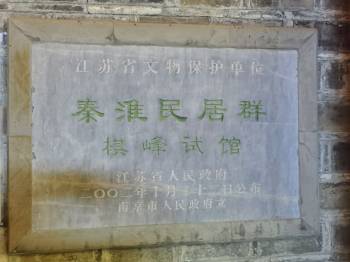 江苏省文物保护单位
秦淮民居群
棋峰试馆
江苏省人民政府
二〇〇二年十月二十二日公布
南京市人民政府立